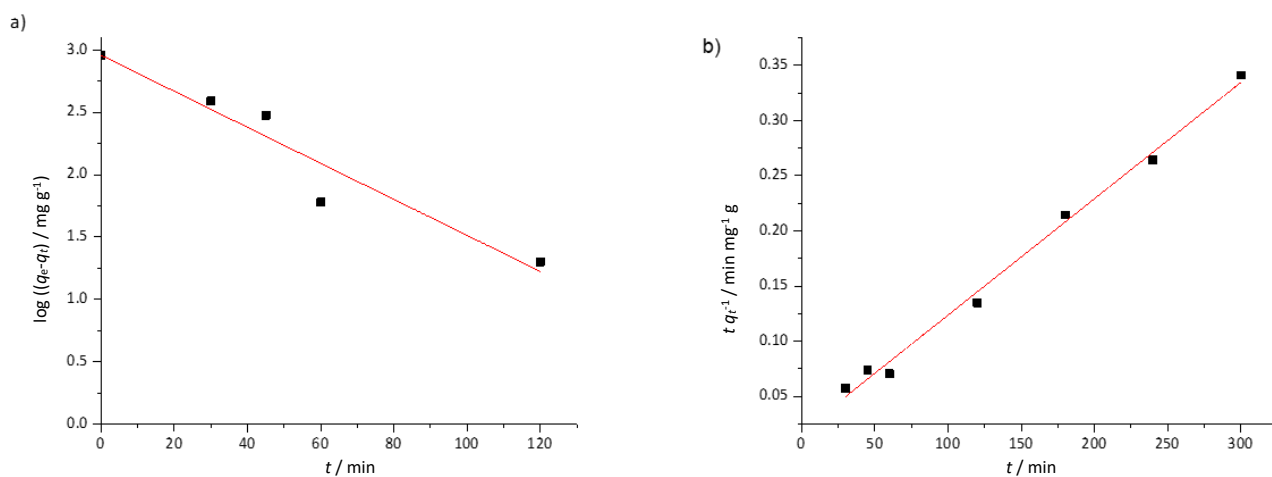 a)
log ((qe-qt) / mg g-1)
3.0
2.5
2.0
1.5
1.0
0.5
0.0
0 20 40 60 80 100 120
t / min
b)
t qt-1 / min mg-1 g
0.35
0.30
0.25
0.20
0.15
0.10
0.05
0 50 100 150 200 250 300
t / min